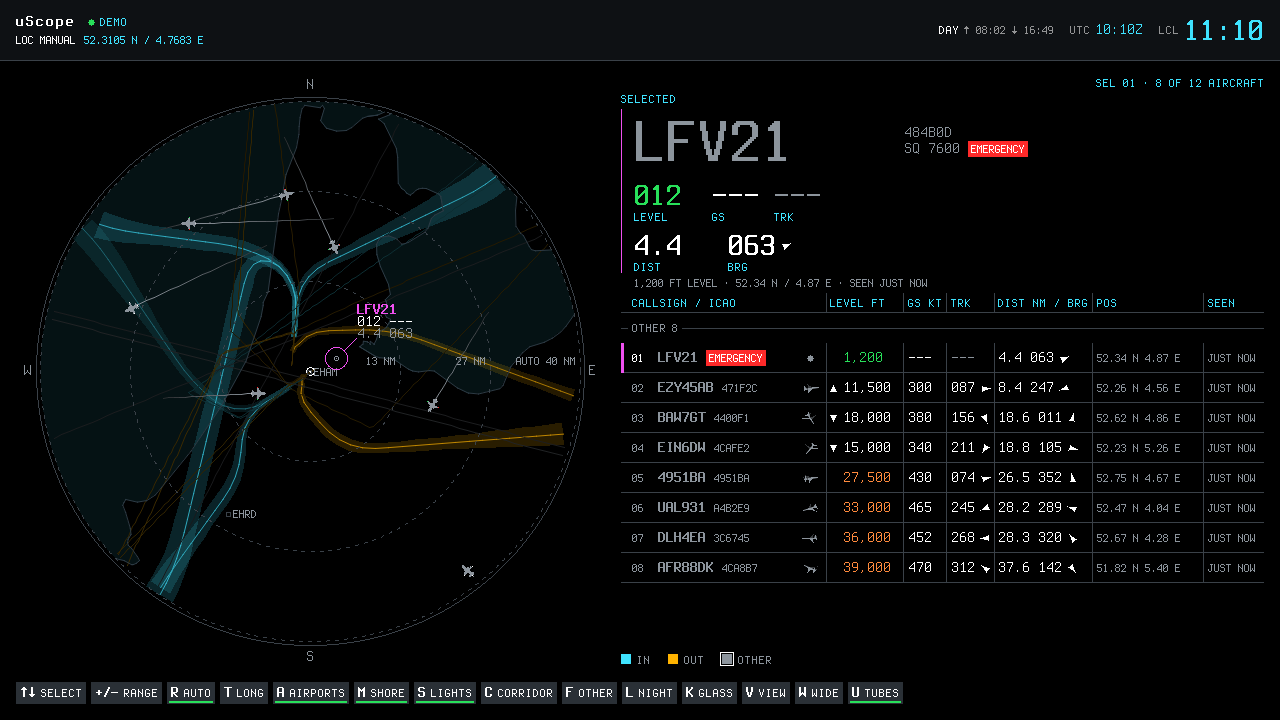 uScope DEMO
LOC MANUAL 52.3105 N / 4.7683 E
DAY ↑ 08:02 ↓ 16:49 UTC 10:10Z LCL 11:10
N
W
E
S
LFV21
012 ---
4.4 063
13 NM
27 NM
AUTO 40 NM
EHAM
EHRD
SEL 01 · 8 OF 12 AIRCRAFT
SELECTED
LFV21
484B0D
SQ 7600 EMERGENCY
012 --- ---
LEVEL GS TRK
4.4 063
DIST BRG
1,200 FT LEVEL · 52.34 N / 4.87 E · SEEN JUST NOW
CALLSIGN / ICAO LEVEL FT GS KT TRK DIST NM / BRG POS SEEN
OTHER 8
01 LFV21 EMERGENCY 1,200 --- --- 4.4 063 52.34 N 4.87 E JUST NOW
02 EZY45AB 471F2C ▲ 11,500 300 087 8.4 247 52.26 N 4.56 E JUST NOW
03 BAW7GT 4400F1 ▼ 18,000 380 156 18.6 011 52.62 N 4.86 E JUST NOW
04 EIN6DW 4CAFE2 ▼ 15,000 340 211 18.8 105 52.23 N 5.26 E JUST NOW
05 4951BA 4951BA 27,500 430 074 26.5 352 52.75 N 4.67 E JUST NOW
06 UAL931 A4B2E9 33,000 465 245 28.2 289 52.47 N 4.04 E JUST NOW
07 DLH4EA 3C6745 36,000 452 268 28.3 320 52.67 N 4.28 E JUST NOW
08 AFR88DK 4CA8B7 39,000 470 312 37.6 142 51.82 N 5.40 E JUST NOW
IN OUT OTHER
↑↓ SELECT +/- RANGE R AUTO T LONG A AIRPORTS M SHORE S LIGHTS C CORRIDOR F OTHER L NIGHT K GLASS V VIEW W WIDE U TUBES